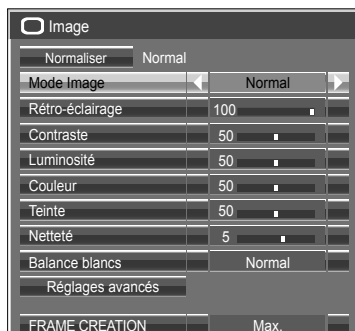 Image
Normaliser Normal
Mode Image Normal
Rétro-éclairage 100
Contraste 50
Luminosité 50
Couleur 50
Teinte 50
Netteté 5
Balance blancs Normal
Réglages avancés
FRAME CREATION Max.